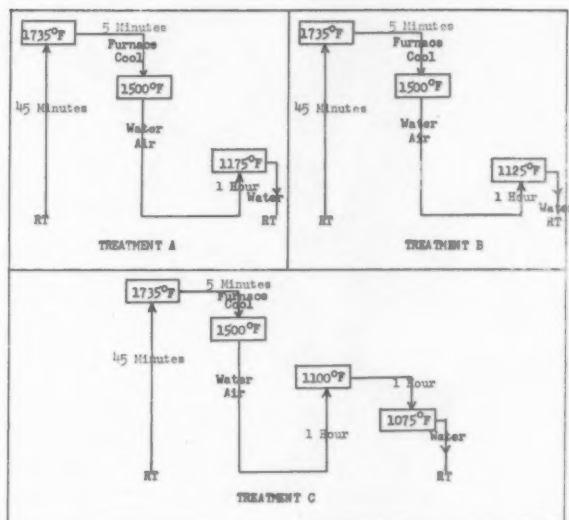 1735°F
5 Minutes
Furnace
Cool
1500°F
45 Minutes
Water
Air
1175°F
1 Hour
Water
RT
RT
TREATMENT A
1735°F
5 Minutes
Furnace
Cool
1500°F
45 Minutes
Water
Air
1125°F
1 Hour
Water
RT
RT
TREATMENT B
1735°F
5 Minutes
Furnace
Cool
1500°F
45 Minutes
Water
Air
1100°F
1 Hour
1 Hour
1075°F
Water
RT
RT
TREATMENT C